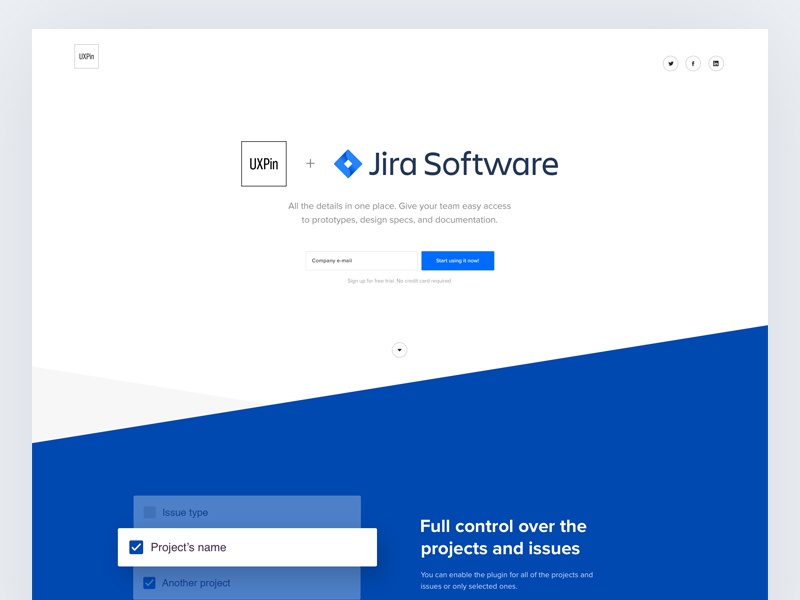 UXPin
UXPin + Jira Software
All the details in one place. Give your team easy access
to prototypes, design specs, and documentation.
Company e-mail
Start using it now!
Sign up for free trial. No credit card required.
Issue type
Project's name
Another project
Full control over the
projects and issues
You can enable the plugin for all of the projects and
issues or only selected ones.